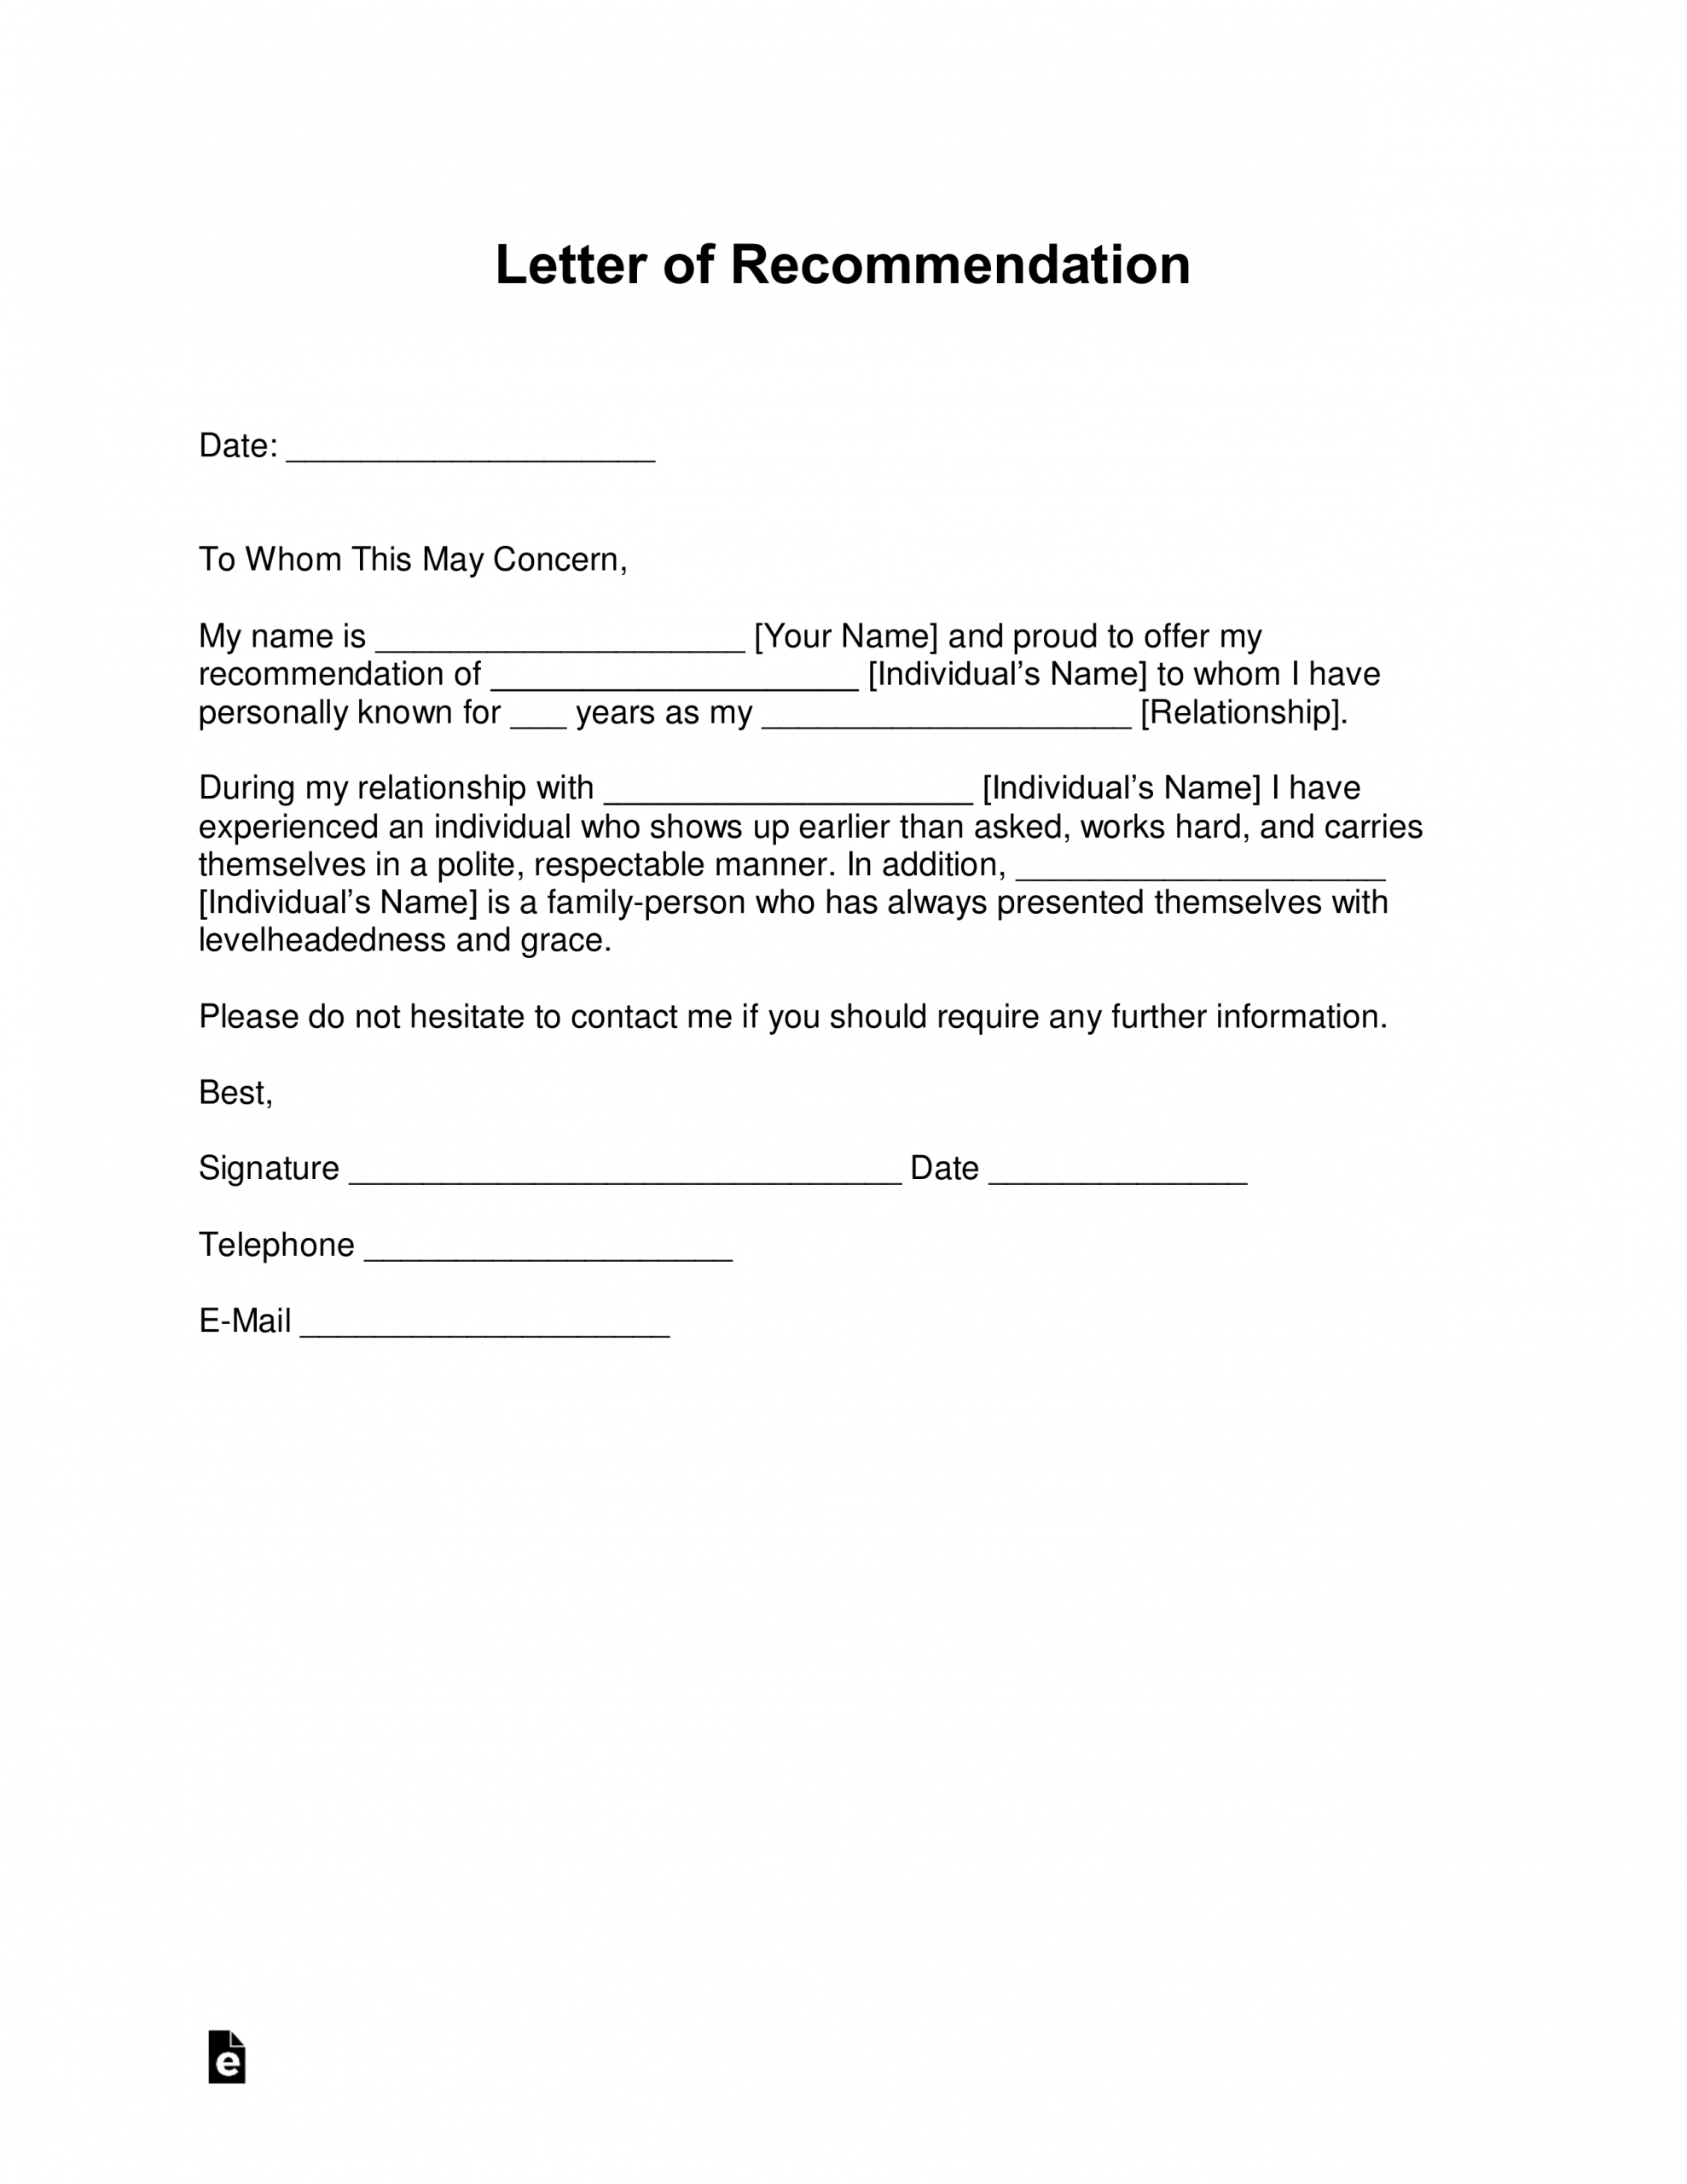 Letter of Recommendation
Date: ____________________
To Whom This May Concern,
My name is ____________________ [Your Name] and proud to offer my
recommendation of ____________________ [Individual’s Name] to whom I have
personally known for ___ years as my ____________________ [Relationship].
During my relationship with ____________________ [Individual’s Name] I have
experienced an individual who shows up earlier than asked, works hard, and carries
themselves in a polite, respectable manner. In addition, ____________________
[Individual’s Name] is a family-person who has always presented themselves with
levelheadedness and grace.
Please do not hesitate to contact me if you should require any further information.
Best,
Signature ______________________________ Date ______________
Telephone ____________________
E-Mail ____________________
e